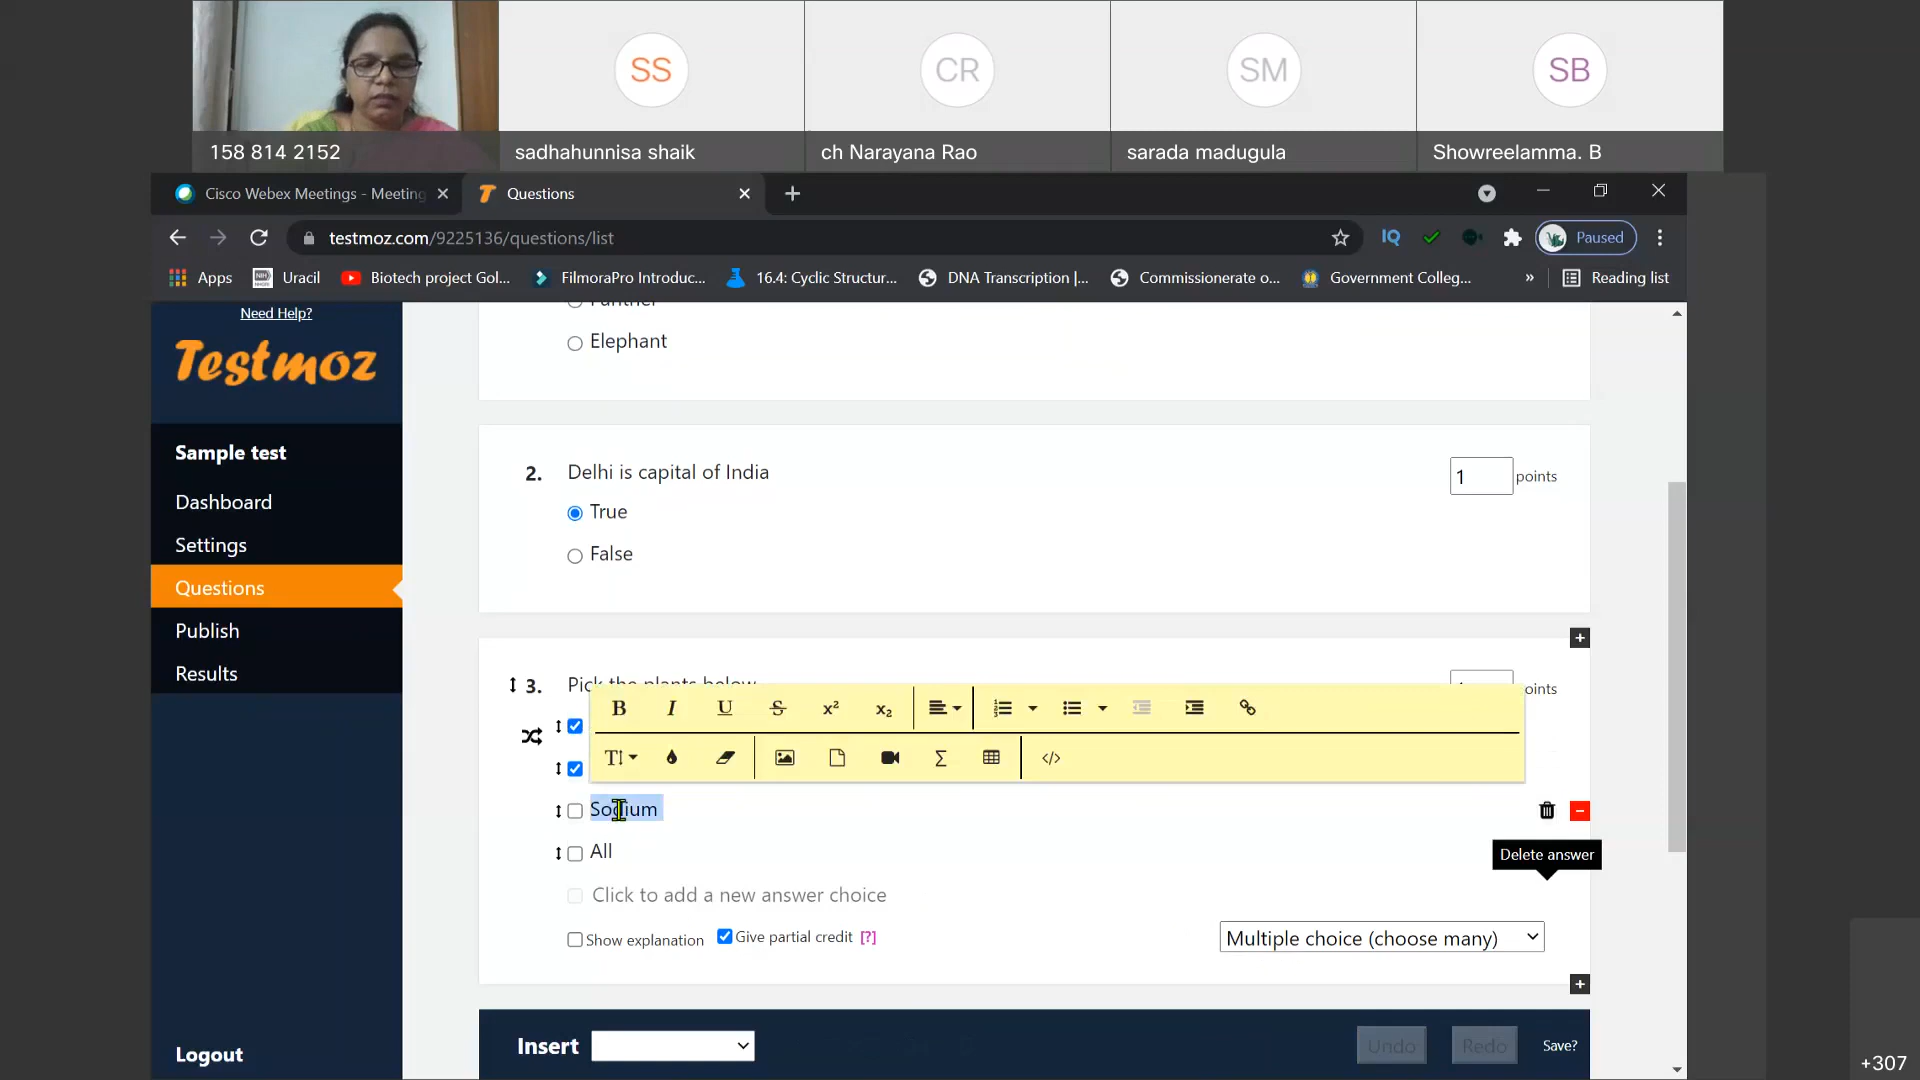 SS
CR
SM
SB
158 814 2152
sadhahunnisa shaik
ch Narayana Rao
sarada madugula
Showreelamma. B
Cisco Webex Meetings - Meeting
Questions
testmoz.com/9225136/questions/list
IQ
Paused
Apps
Uracil
Biotech project Gol...
FilmoraPro Introduc...
16.4: Cyclic Structur...
DNA Transcription |...
Commissionerate o...
Government Colleg...
»
Reading list
Need Help?
Testmoz
Sample test
Dashboard
Settings
Questions
Publish
Results
Logout
Panther
Elephant
2. Delhi is capital of India
1 points
True
False
3. Pick the plants below
oints
B I U S x² x₂
T
Σ
</>
Sodium
All
Delete answer
Click to add a new answer choice
Show explanation
Give partial credit [?]
Multiple choice (choose many)
Insert
Undo
Redo
Save?
+307